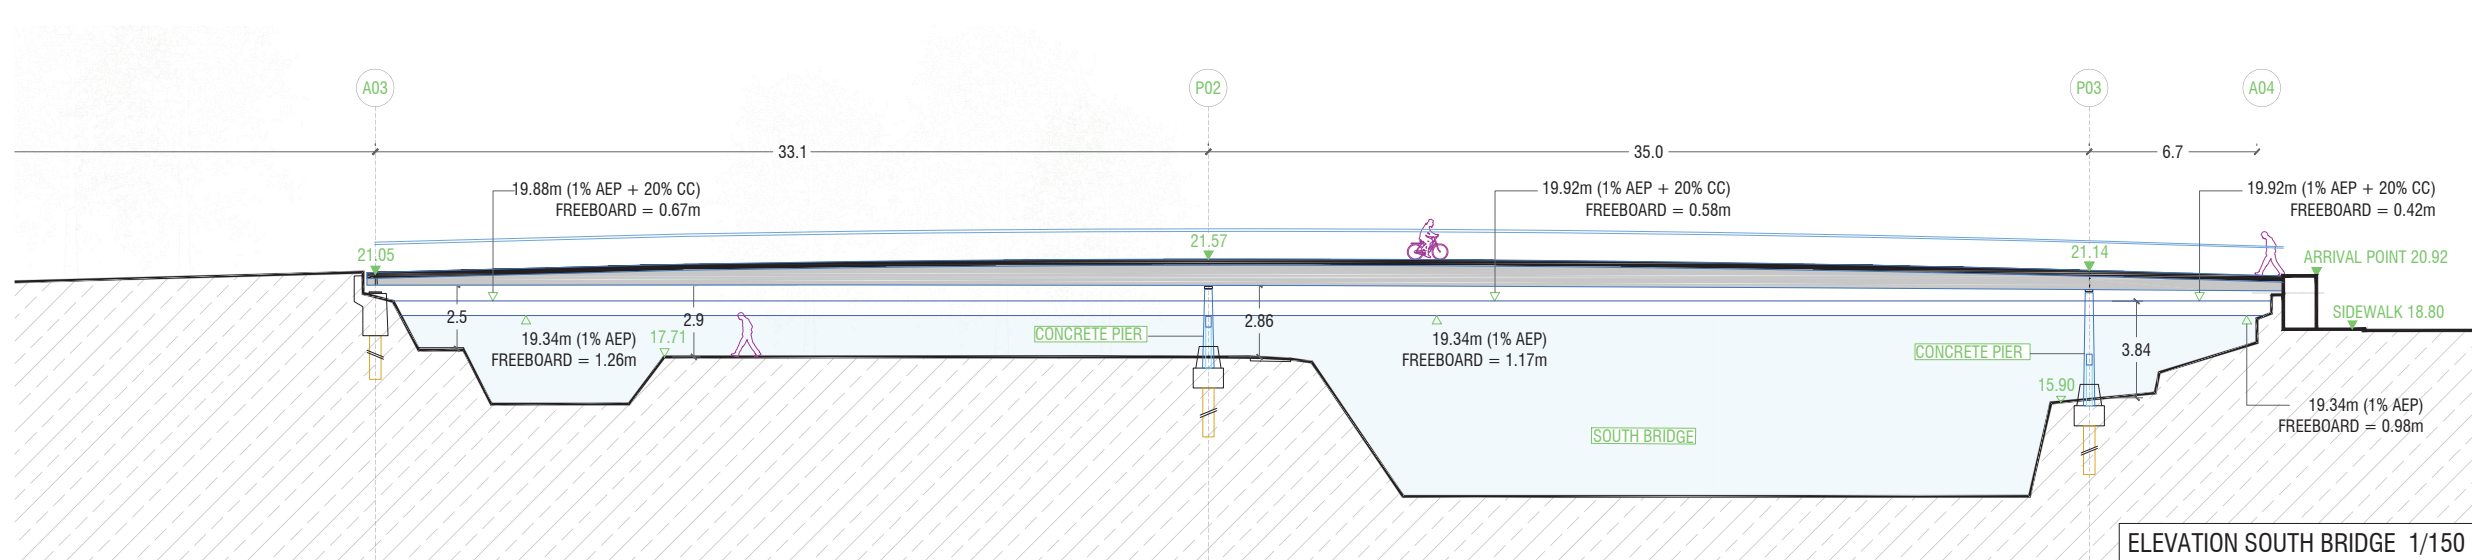 A03
P02
P03
A04
33.1
35.0
6.7
19.88m (1% AEP + 20% CC)
FREEBOARD = 0.67m
19.92m (1% AEP + 20% CC)
FREEBOARD = 0.58m
19.92m (1% AEP + 20% CC)
FREEBOARD = 0.42m
21.05
21.57
21.14
ARRIVAL POINT 20.92
SIDEWALK 18.80
2.5
2.9
2.86
17.71
19.34m (1% AEP)
FREEBOARD = 1.26m
CONCRETE PIER
19.34m (1% AEP)
FREEBOARD = 1.17m
CONCRETE PIER
3.84
15.90
19.34m (1% AEP)
FREEBOARD = 0.98m
SOUTH BRIDGE
ELEVATION SOUTH BRIDGE 1/150